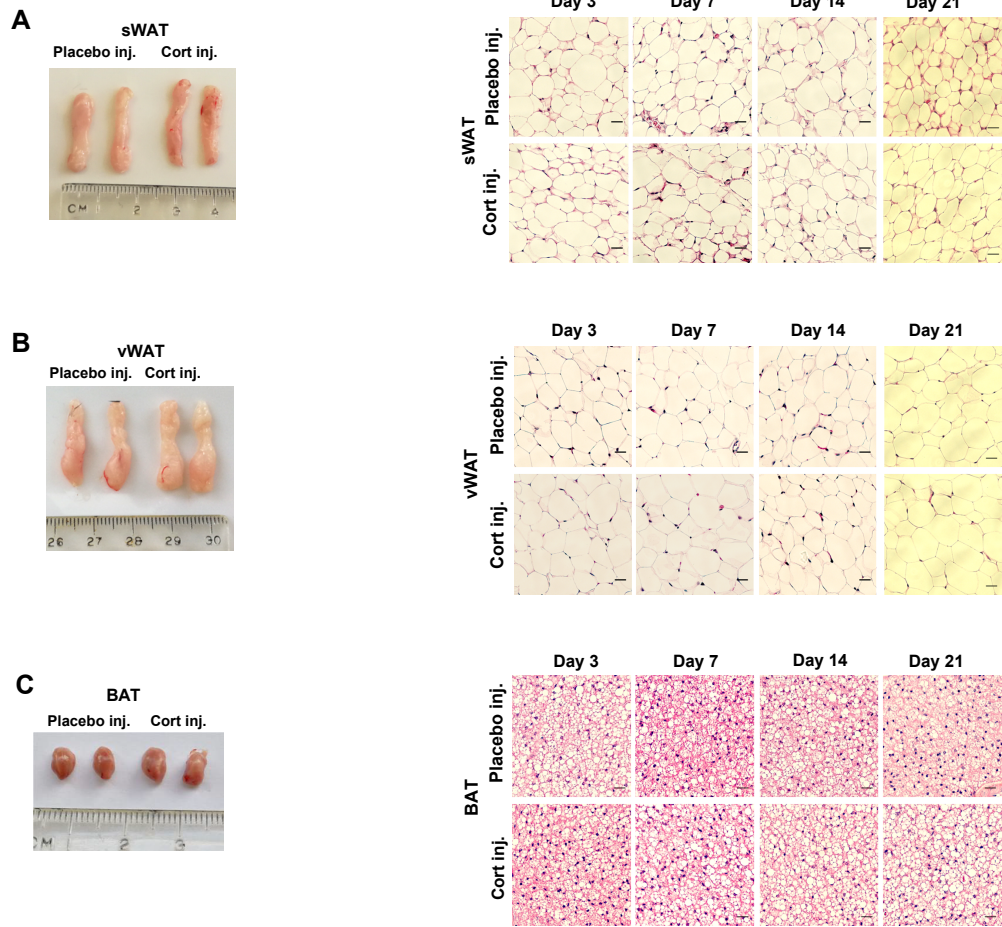 A
sWAT
Placebo inj. Cort inj.
CM 2 3 4
Day 3 Day 7 Day 14 Day 21
sWAT
Placebo inj.
Cort inj.
B
vWAT
Placebo inj. Cort inj.
26 27 28 29 30
Day 3 Day 7 Day 14 Day 21
vWAT
Placebo inj.
Cort inj.
C
BAT
Placebo inj. Cort inj.
CM 2 3
Day 3 Day 7 Day 14 Day 21
BAT
Placebo inj.
Cort inj.